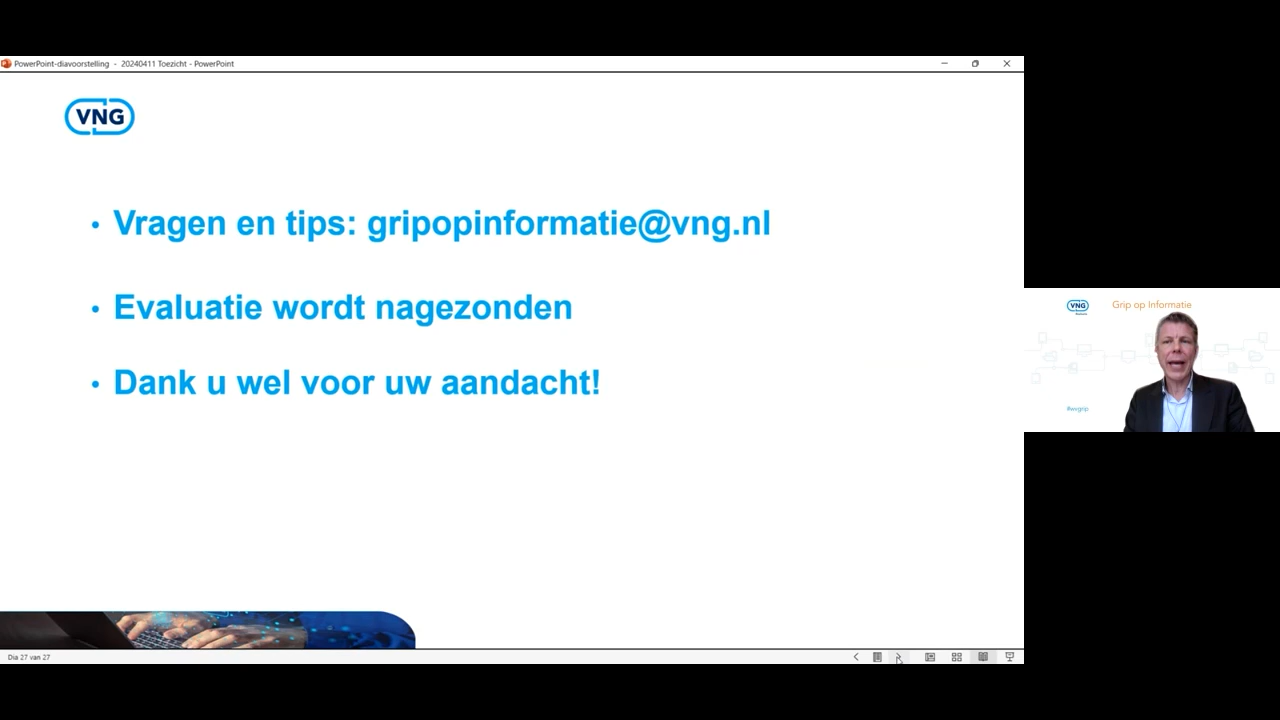 PowerPoint-diavoorstelling - 20240411 Toezicht - PowerPoint
VNG
• Vragen en tips: gripopinformatie@vng.nl
• Evaluatie wordt nagezonden
• Dank u wel voor uw aandacht!
VNG
Grip op Informatie
Dia 27 van 27